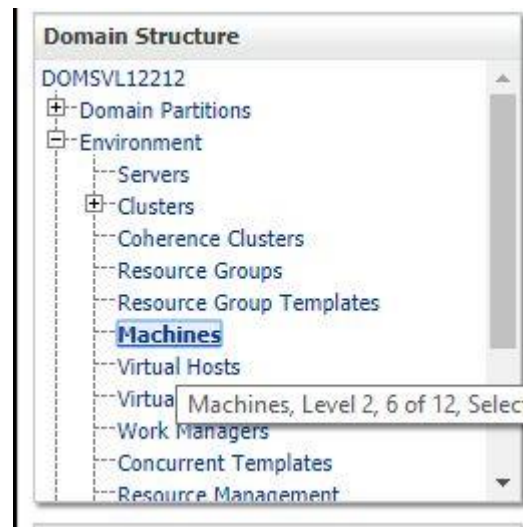 Domain Structure
DOMSVL12212
Domain Partitions
Environment
Servers
Clusters
Coherence Clusters
Resource Groups
Resource Group Templates
Machines
Virtual Hosts
Virtua
Machines, Level 2, 6 of 12, Selec
Work Managers
Concurrent Templates
Resource Management